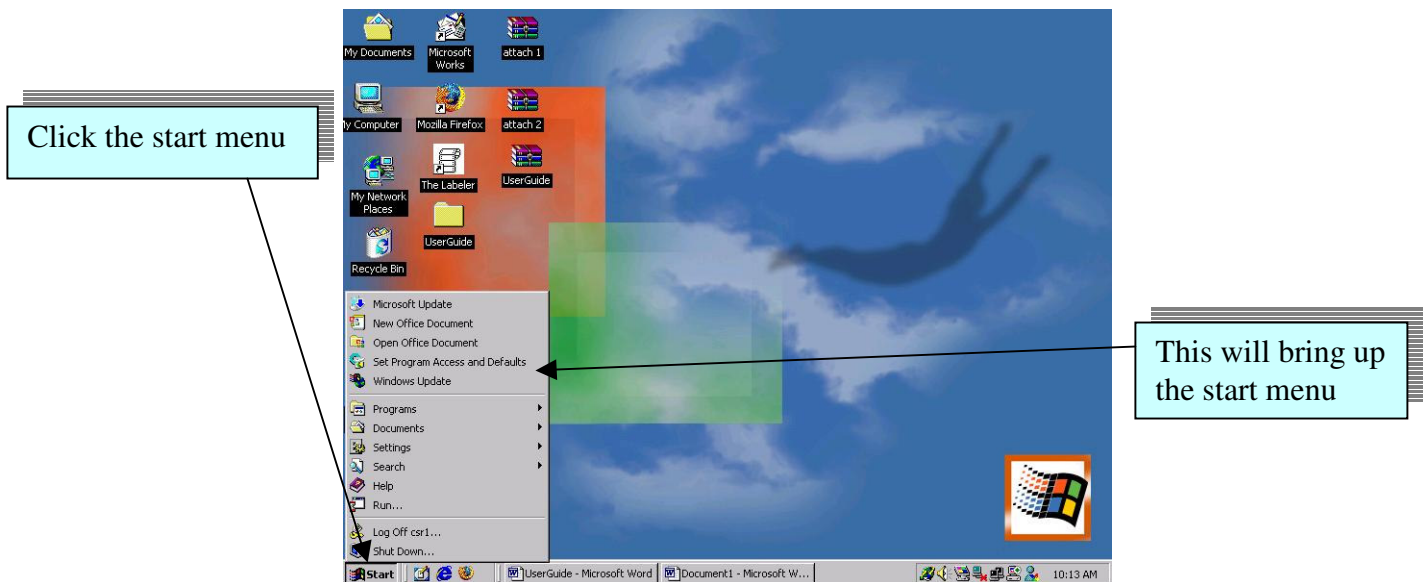 Click the start menu
My Documents
Microsoft
Works
attach 1
My Computer
Mozilla Firefox
attach 2
My Network
Places
The Labeler
UserGuide
Recycle Bin
UserGuide
Microsoft Update
New Office Document
Open Office Document
Set Program Access and Defaults
Windows Update
Programs
Documents
Settings
Search
Help
Run...
Log Off csr1...
Shut Down...
This will bring up
the start menu
Start
UserGuide - Microsoft Word
Document1 - Microsoft W...
10:13 AM